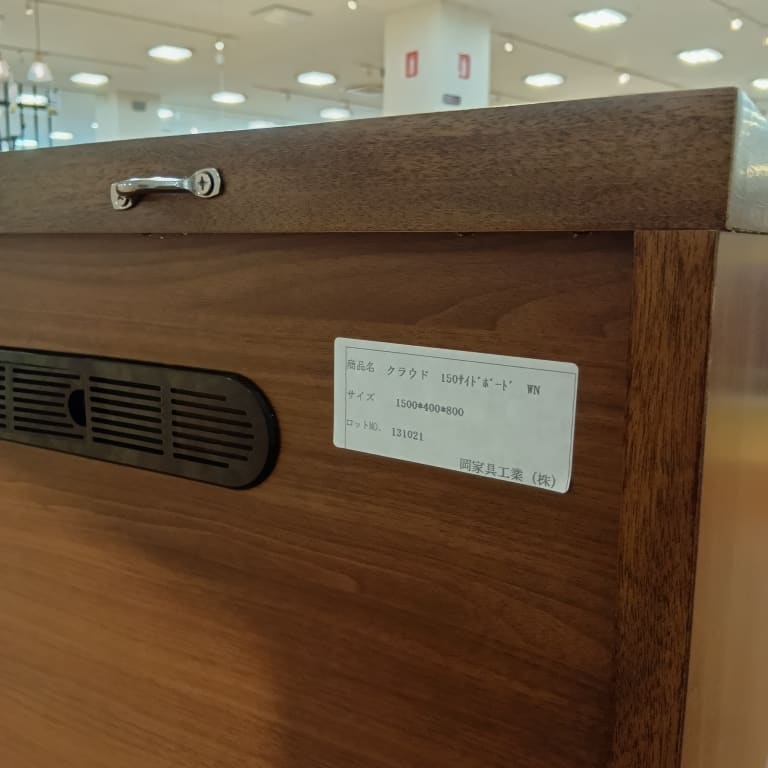 商品名 クラウド 150ｻｲﾄﾞﾎﾞｰﾄﾞ WN
サイズ 1500*400*800
ロットNO. 131021
岡家具工業（株）